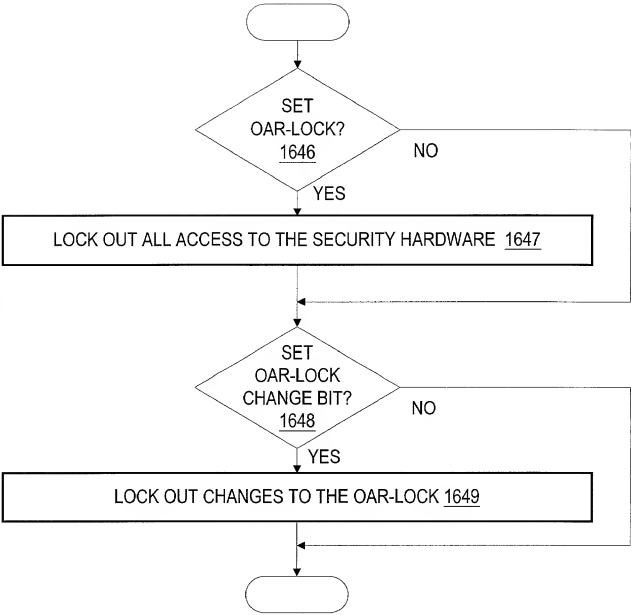 SET
OAR-LOCK?
1646
NO
YES
LOCK OUT ALL ACCESS TO THE SECURITY HARDWARE 1647
SET
OAR-LOCK
CHANGE BIT?
1648
NO
YES
LOCK OUT CHANGES TO THE OAR-LOCK 1649